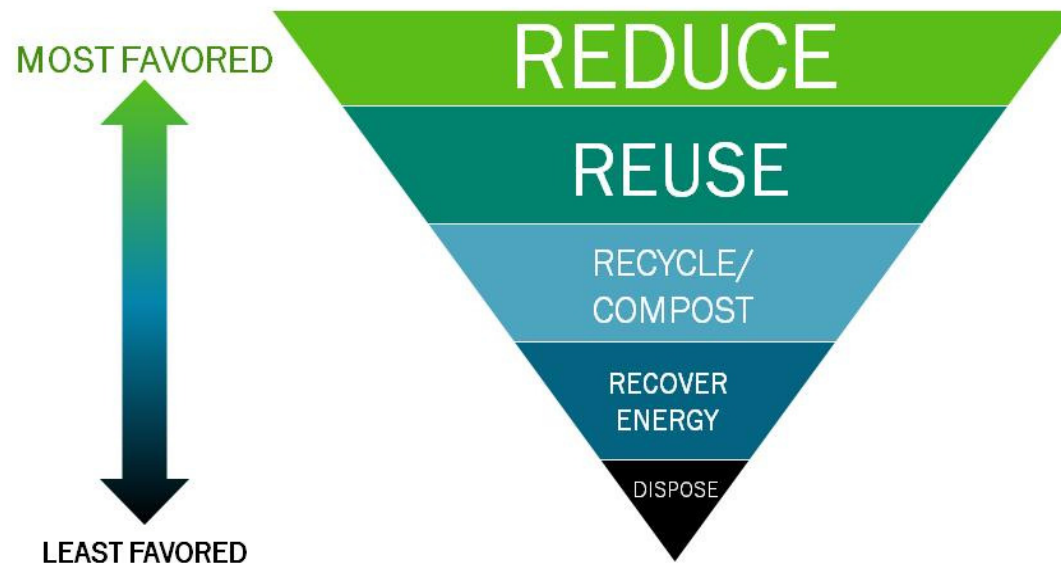 MOST FAVORED
REDUCE
REUSE
RECYCLE/
COMPOST
RECOVER
ENERGY
DISPOSE
LEAST FAVORED